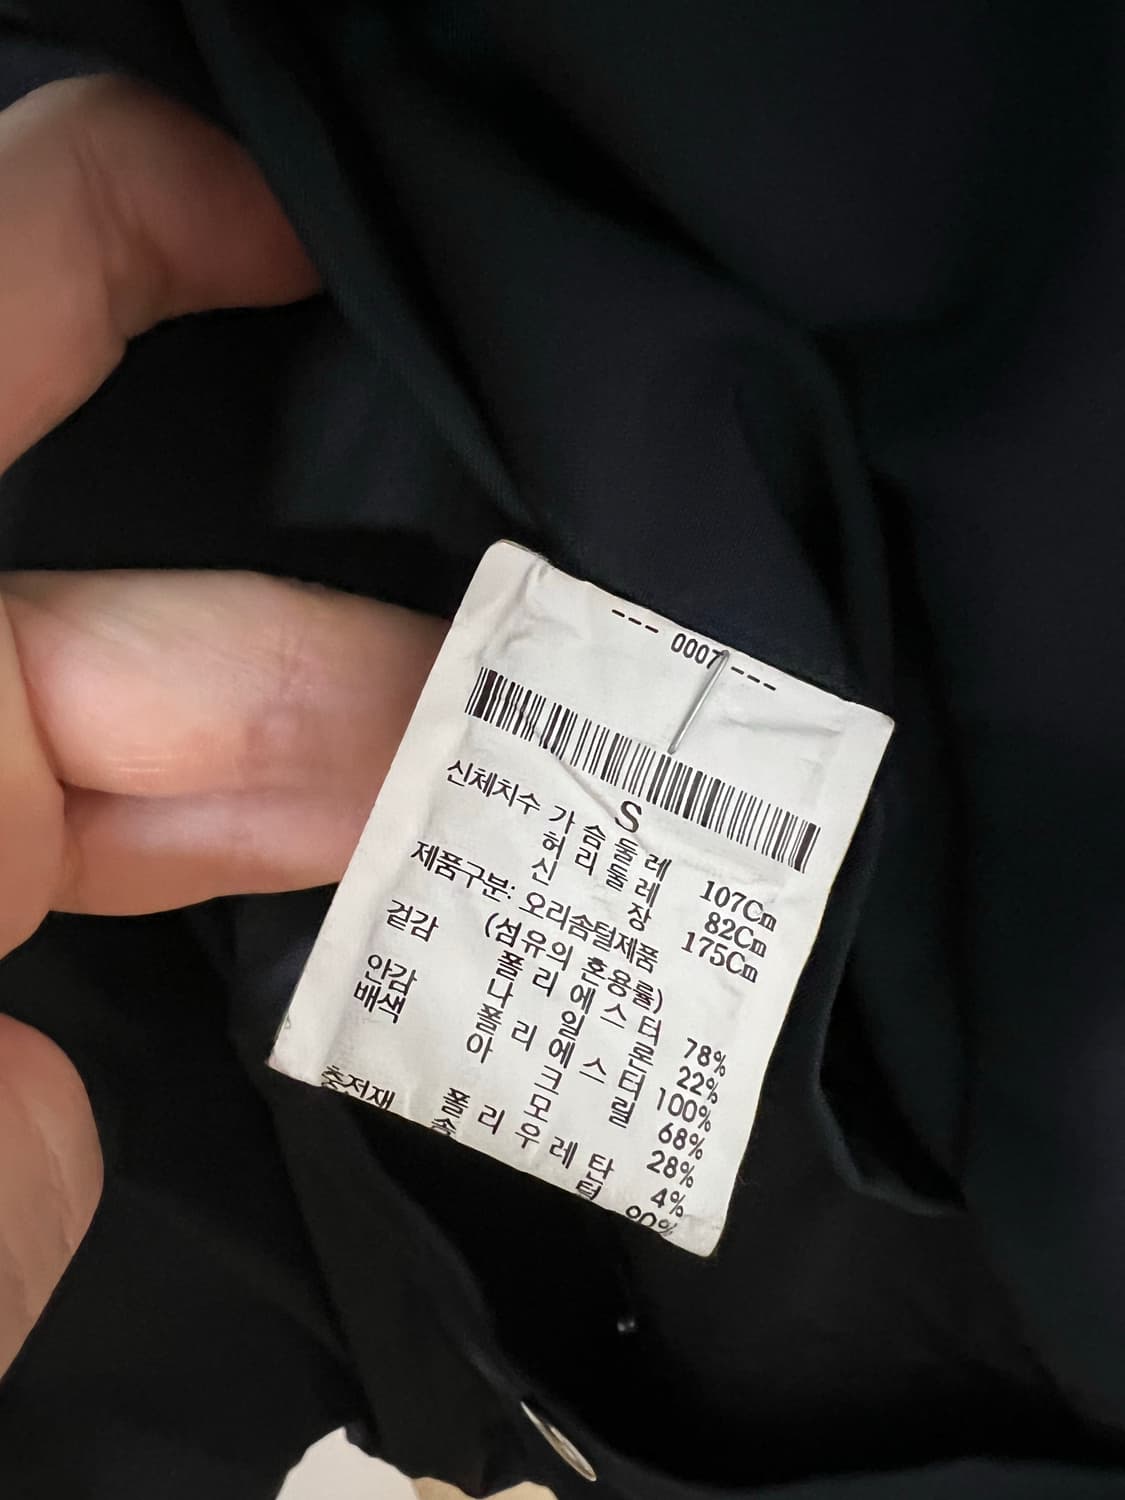 --- 0007 ---
S
신체치수 가슴둘레 107Cm
허리둘레 82Cm
신장 175Cm
제품구분: 오리솜털제품
(섬유의 혼용률)
겉감 폴리에스터 78%
나일론 22%
안감 폴리에스터 100%
배색 아크릴 68%
모 28%
폴리우레탄 4%
충전재 솜털 90%